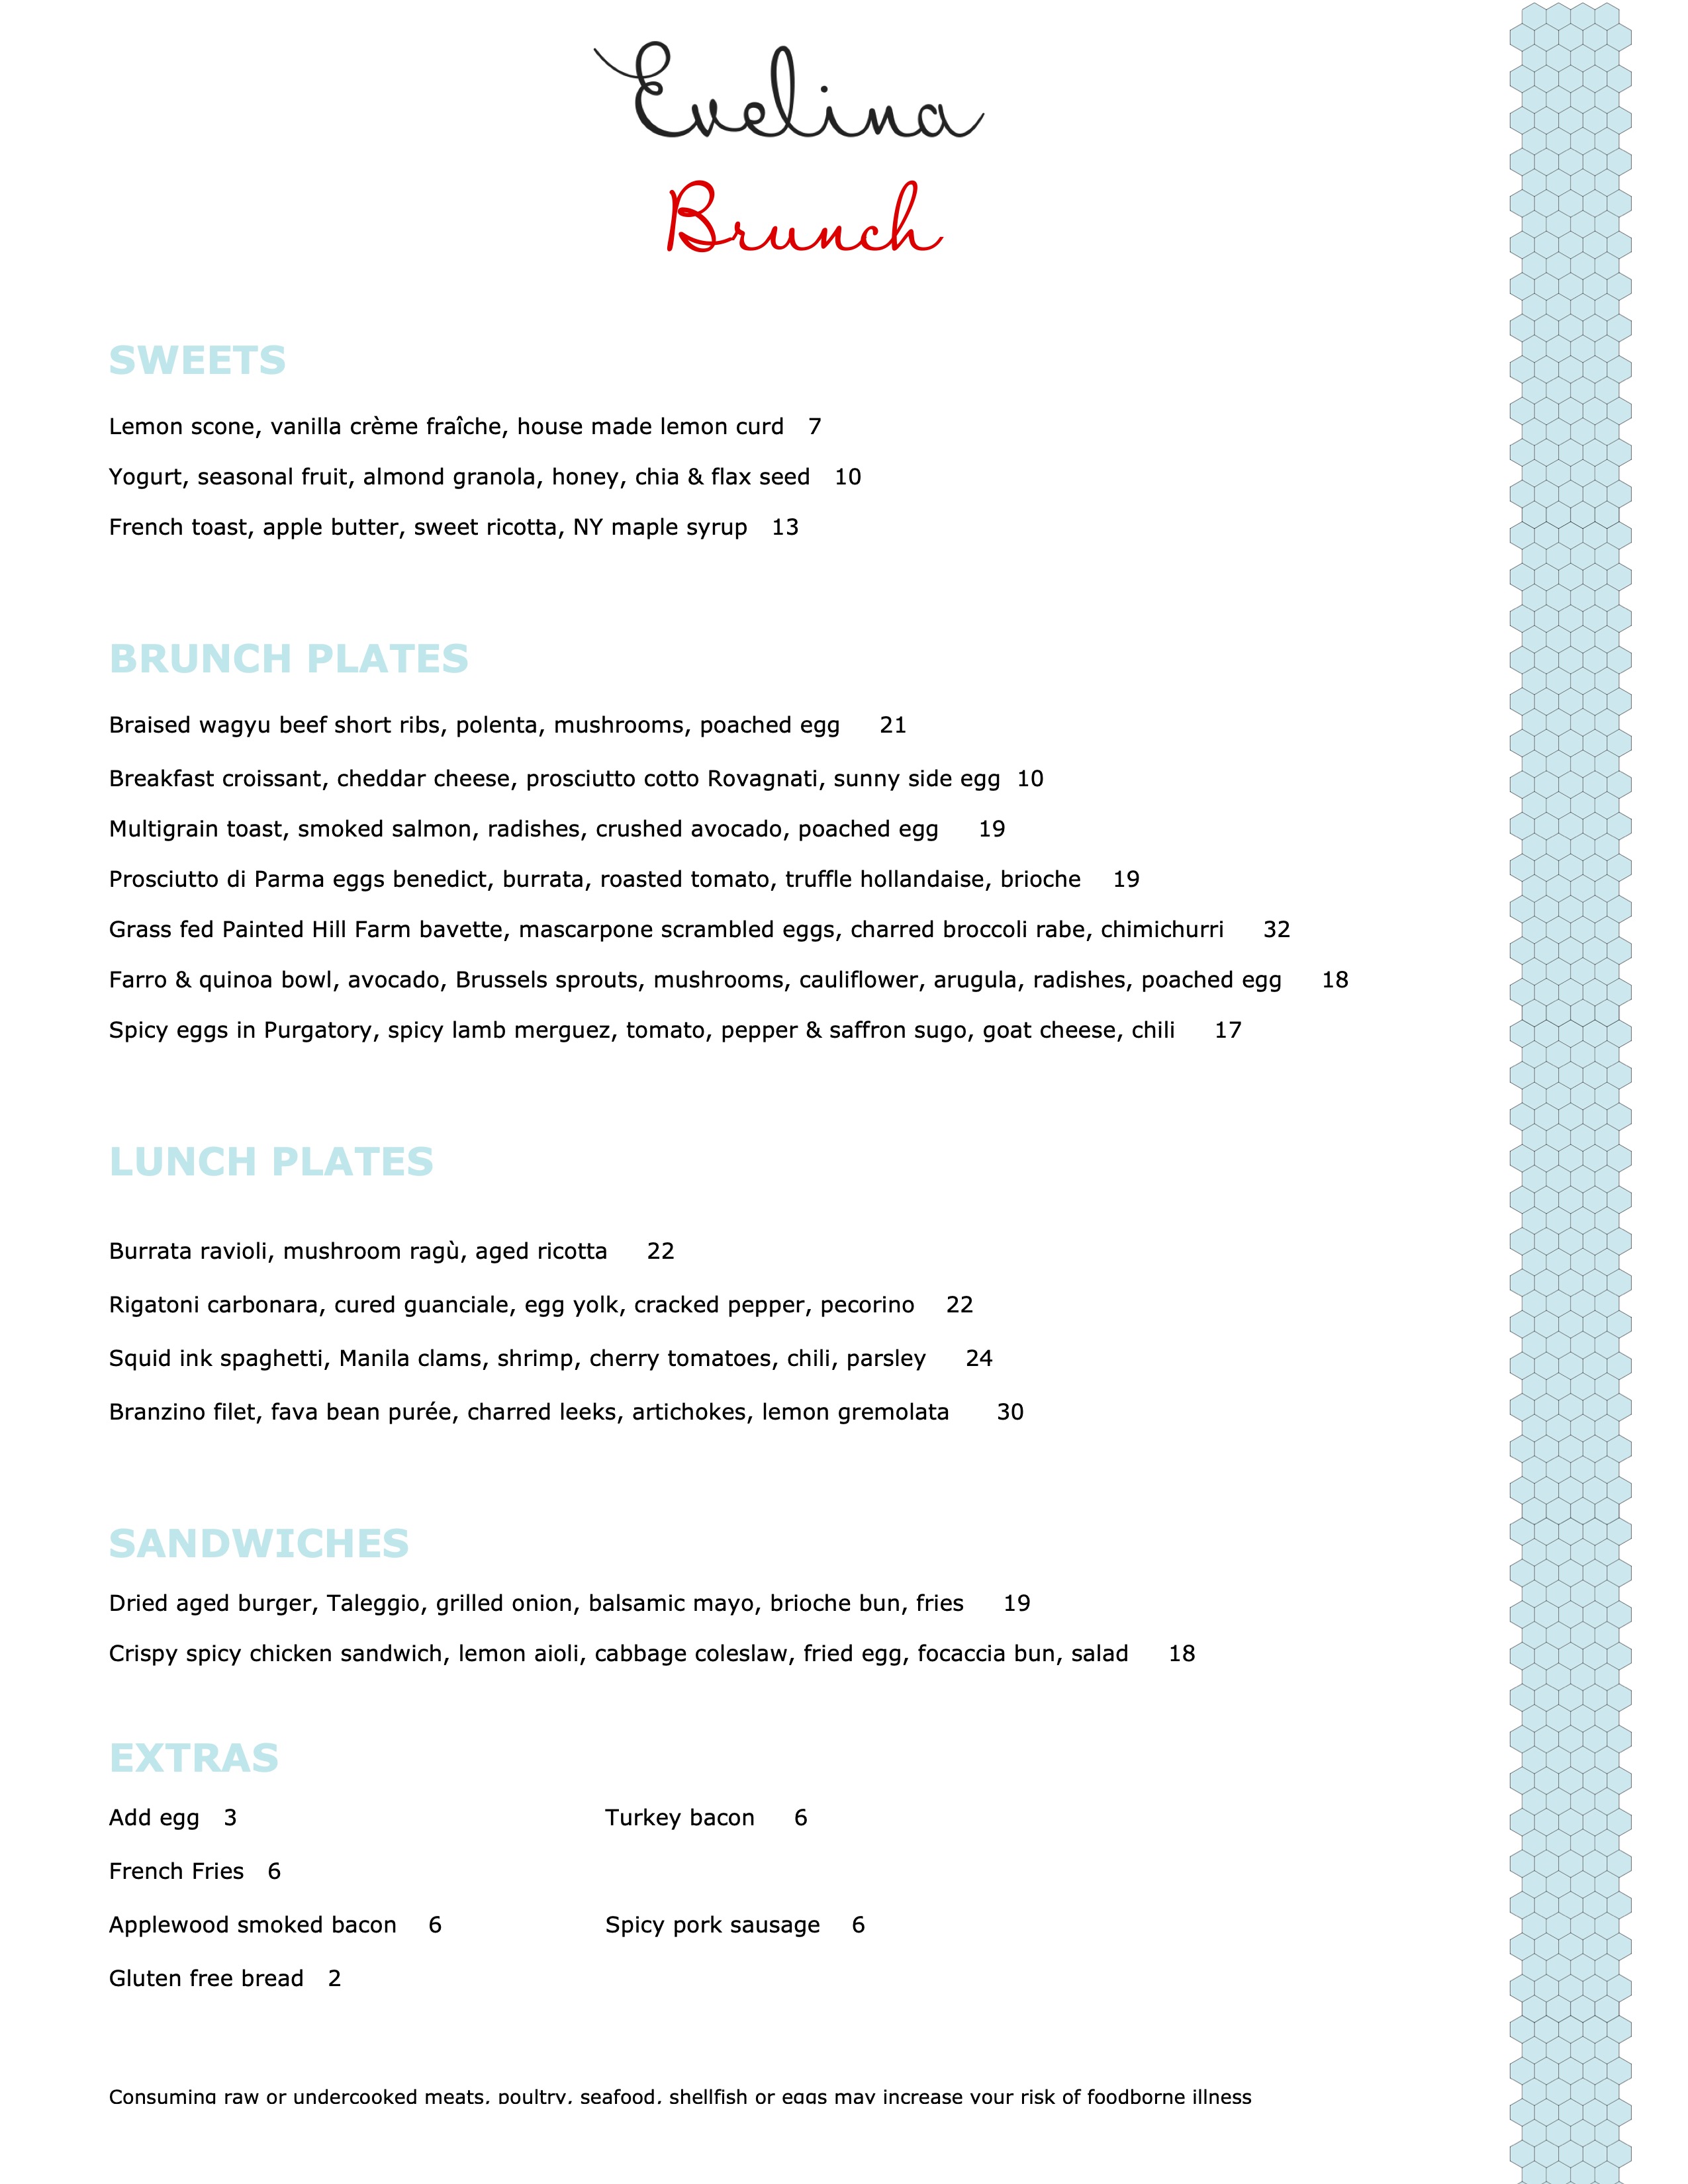 Evelina
Brunch
SWEETS
Lemon scone, vanilla crème fraîche, house made lemon curd 7
Yogurt, seasonal fruit, almond granola, honey, chia & flax seed 10
French toast, apple butter, sweet ricotta, NY maple syrup 13
BRUNCH PLATES
Braised wagyu beef short ribs, polenta, mushrooms, poached egg 21
Breakfast croissant, cheddar cheese, prosciutto cotto Rovagnati, sunny side egg 10
Multigrain toast, smoked salmon, radishes, crushed avocado, poached egg 19
Prosciutto di Parma eggs benedict, burrata, roasted tomato, truffle hollandaise, brioche 19
Grass fed Painted Hill Farm bavette, mascarpone scrambled eggs, charred broccoli rabe, chimichurri 32
Farro & quinoa bowl, avocado, Brussels sprouts, mushrooms, cauliflower, arugula, radishes, poached egg 18
Spicy eggs in Purgatory, spicy lamb merguez, tomato, pepper & saffron sugo, goat cheese, chili 17
LUNCH PLATES
Burrata ravioli, mushroom ragù, aged ricotta 22
Rigatoni carbonara, cured guanciale, egg yolk, cracked pepper, pecorino 22
Squid ink spaghetti, Manila clams, shrimp, cherry tomatoes, chili, parsley 24
Branzino filet, fava bean purée, charred leeks, artichokes, lemon gremolata 30
SANDWICHES
Dried aged burger, Taleggio, grilled onion, balsamic mayo, brioche bun, fries 19
Crispy spicy chicken sandwich, lemon aioli, cabbage coleslaw, fried egg, focaccia bun, salad 18
EXTRAS
Add egg 3 Turkey bacon 6
French Fries 6
Applewood smoked bacon 6 Spicy pork sausage 6
Gluten free bread 2
Consuming raw or undercooked meats, poultry, seafood, shellfish or eggs may increase your risk of foodborne illness